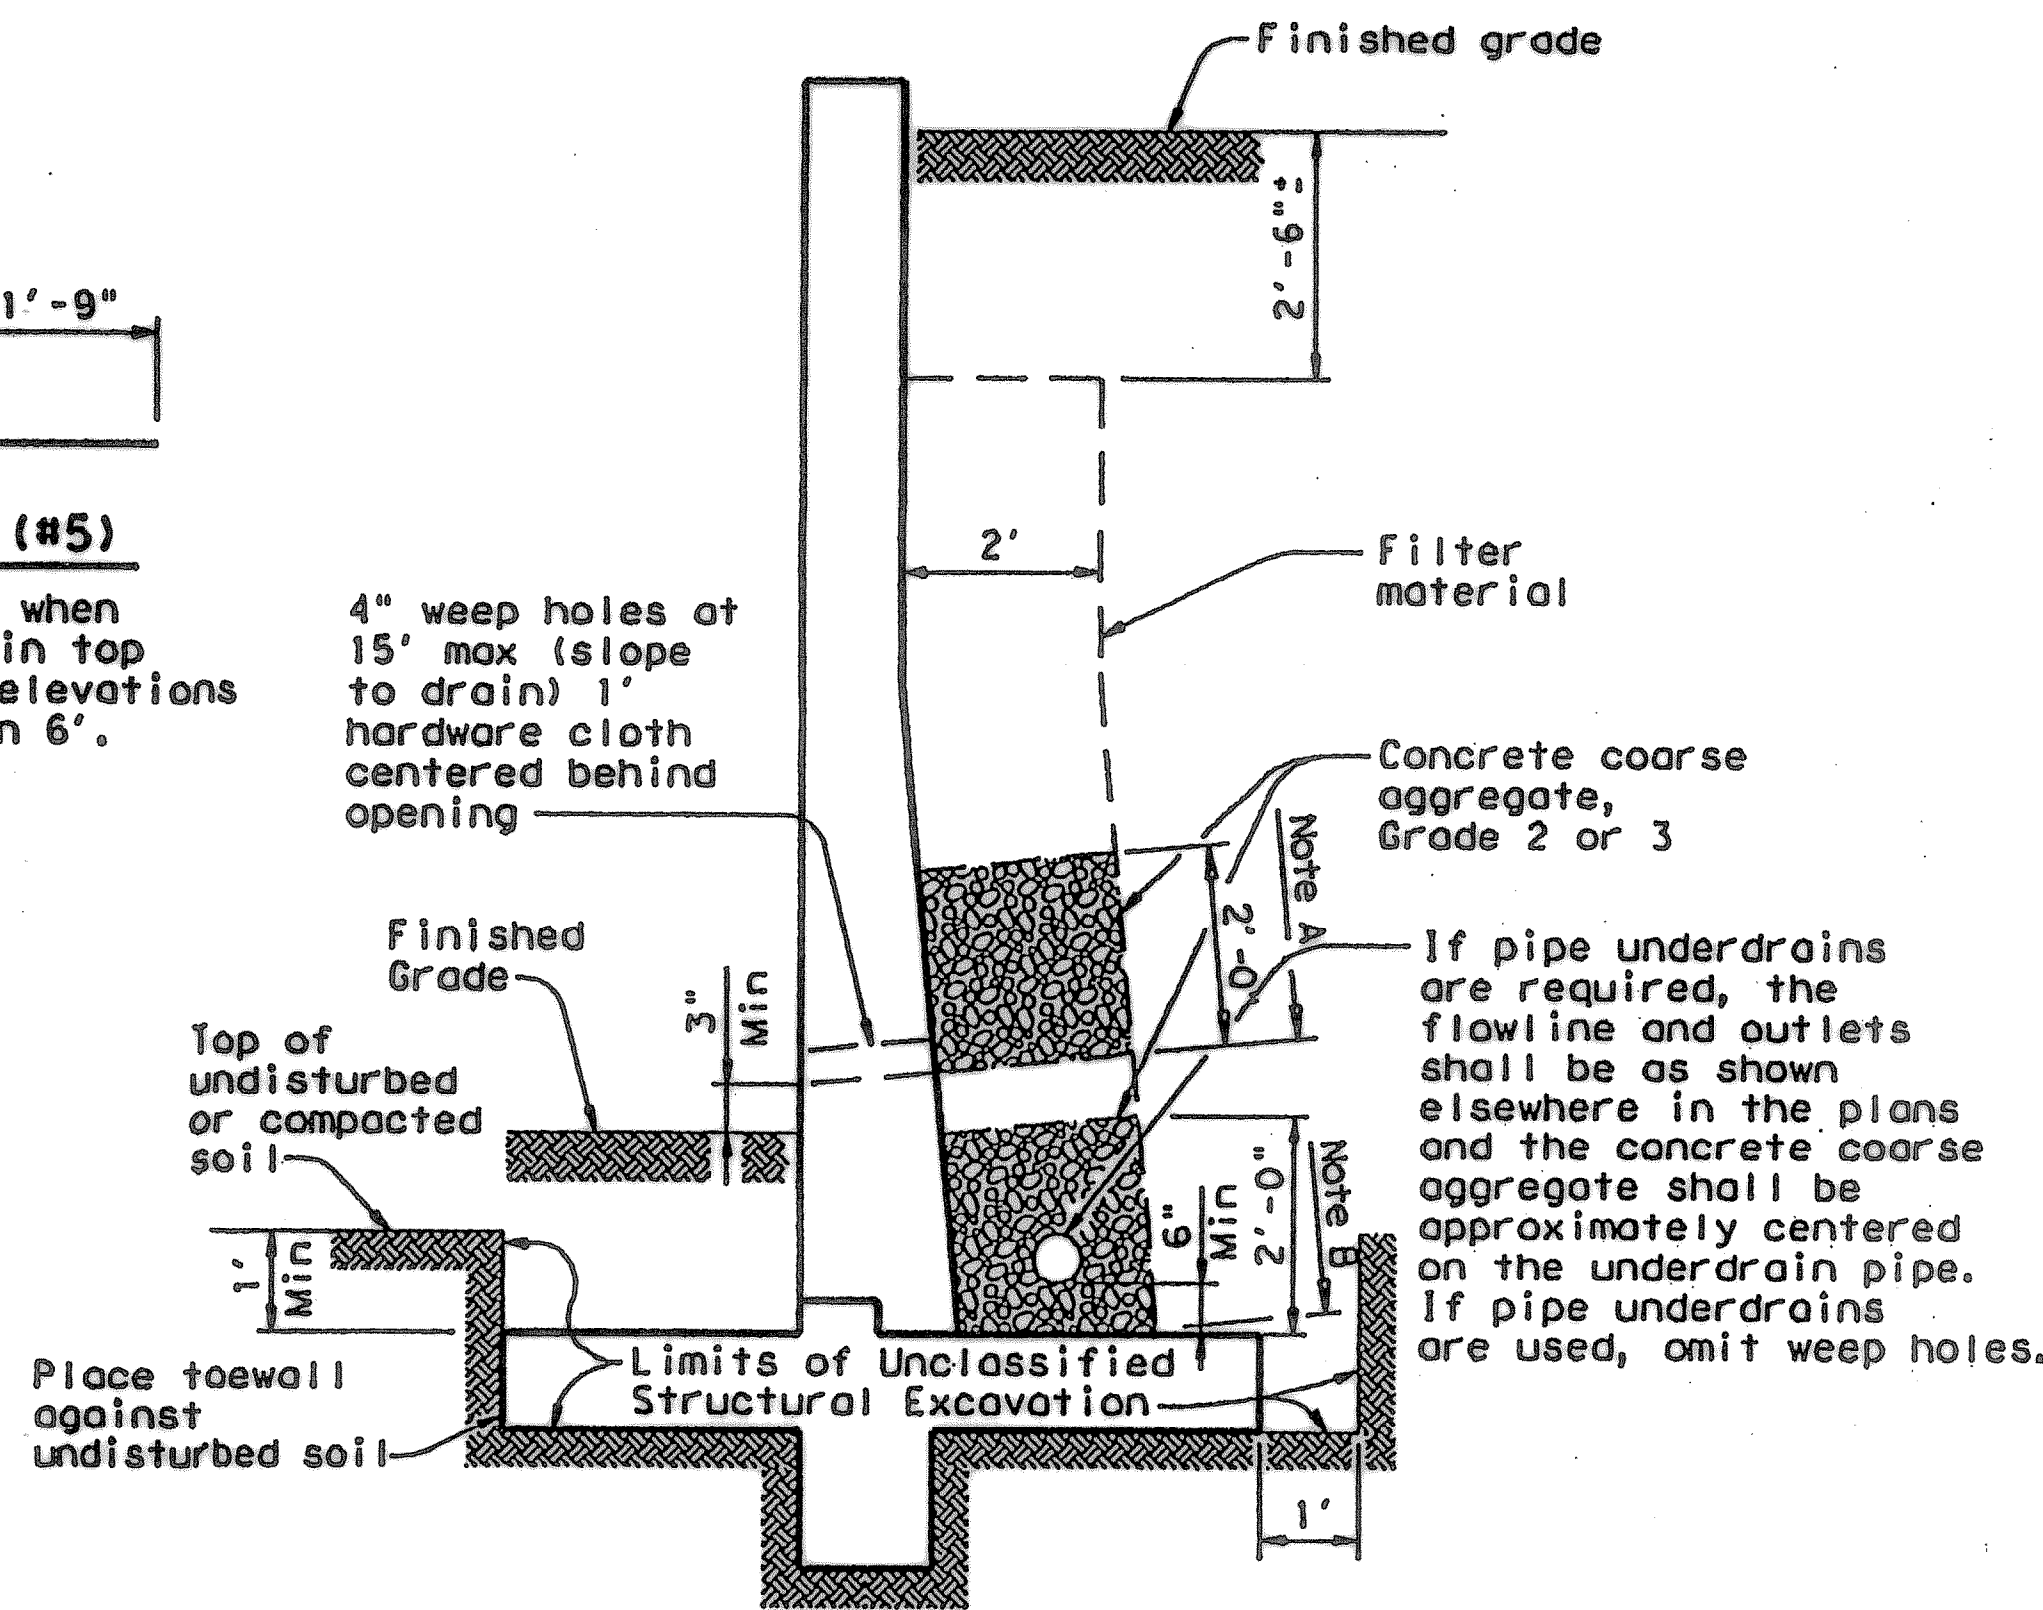 Finished grade
2'-6"±
1'-9"
(#5)
when
in top
elevations
6'.
2'
Filter
material
4" weep holes at
15' max (slope
to drain) 1'
hardware cloth
centered behind
opening
Concrete coarse
aggregate,
Grade 2 or 3
Note A
2'-0
Finished
Grade
3"
Min
If pipe underdrains
are required, the
flowline and outlets
shall be as shown
elsewhere in the plans
and the concrete coarse
aggregate shall be
approximately centered
on the underdrain pipe.
If pipe underdrains
are used, omit weep holes.
Top of
undisturbed
or compacted
soil
6"
Min
2'-0"
Note B
1'
Min
Place toewall
against
undisturbed soil
Limits of Unclassified
Structural Excavation
1'